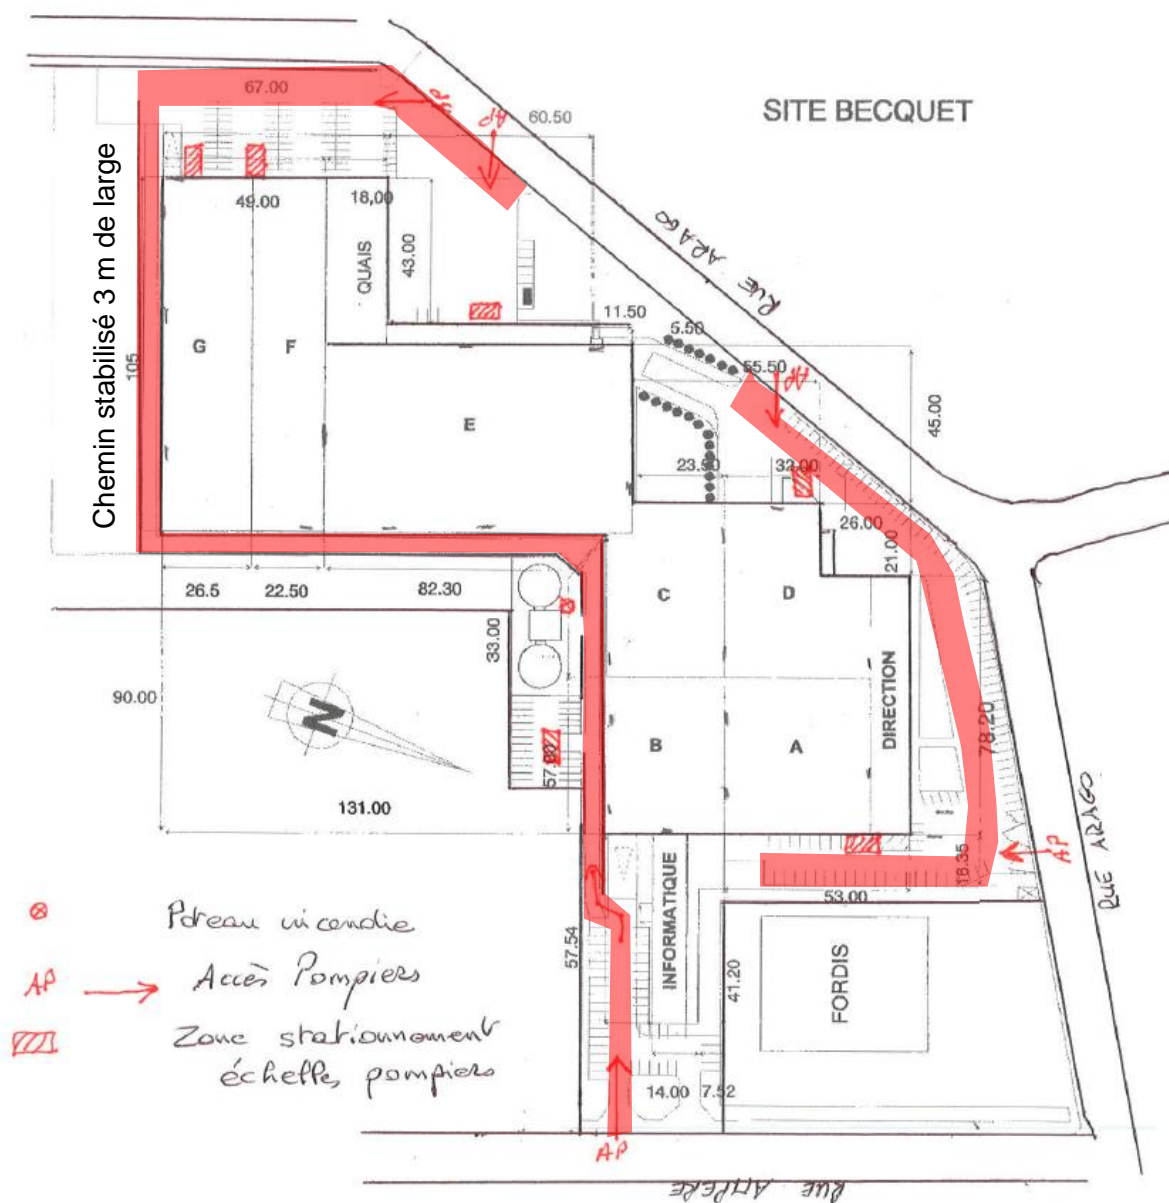 SITE BECQUET
67.00
AP
AP
60.50
Chemin stabilisé 3 m de large
49.00
18,00
QUAIS
43.00
RUE ARAGO
11.50
5.50
55.50
AP
G
F
E
105
45.00
23.50
32.00
26.00
21.00
26.5
22.50
82.30
C
D
33.00
90.00
N
57.00
B
A
DIRECTION
78.20
131.00
RUE ARAGO
AP
16.35
53.00
INFORMATIQUE
57.54
41.20
FORDIS
Poteau incendie
AP
Accès Pompiers
Zone stationnement
échelles pompiers
14.00
7.52
AP
RUE AMPERE